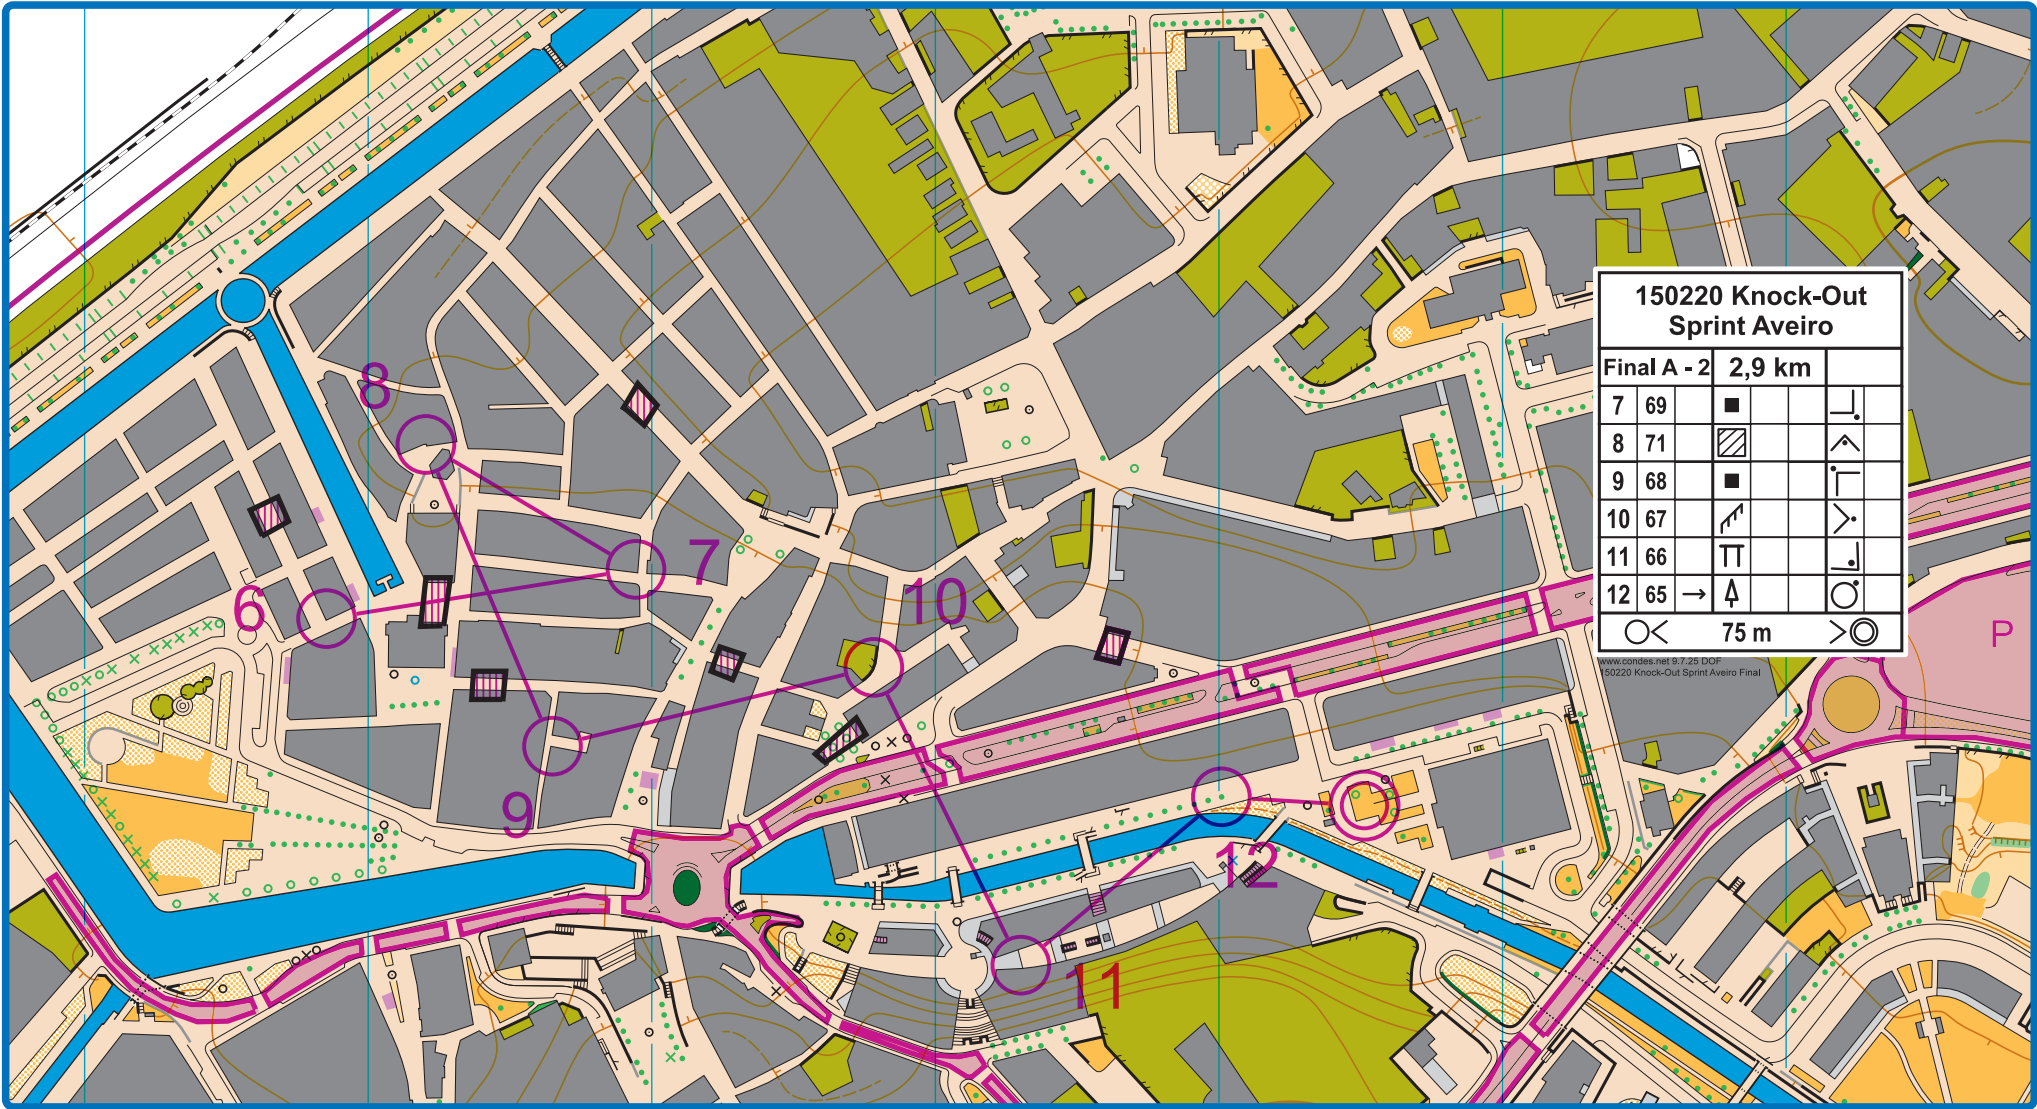 8
7
6
10
9
12
11
P
150220 Knock-Out
Sprint Aveiro
Final A - 2 2,9 km
7 69
8 71
9 68
10 67
11 66
12 65 →
75 m
www.condes.net 9.7.25 DOF
150220 Knock-Out Sprint Aveiro Final